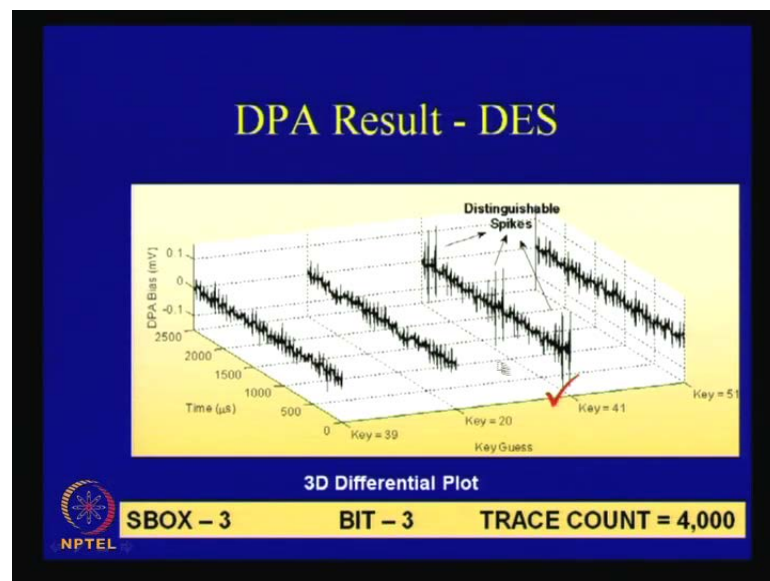 DPA Result - DES
Distinguishable
Spikes
DPA Bias (mV)
0.1
0
-0.1
2500
2000
1500
1000
500
0
Time (µs)
Key = 39
Key = 20
Key = 41
Key = 51
Key Guess
3D Differential Plot
SBOX – 3 BIT – 3 TRACE COUNT = 4,000
NPTEL